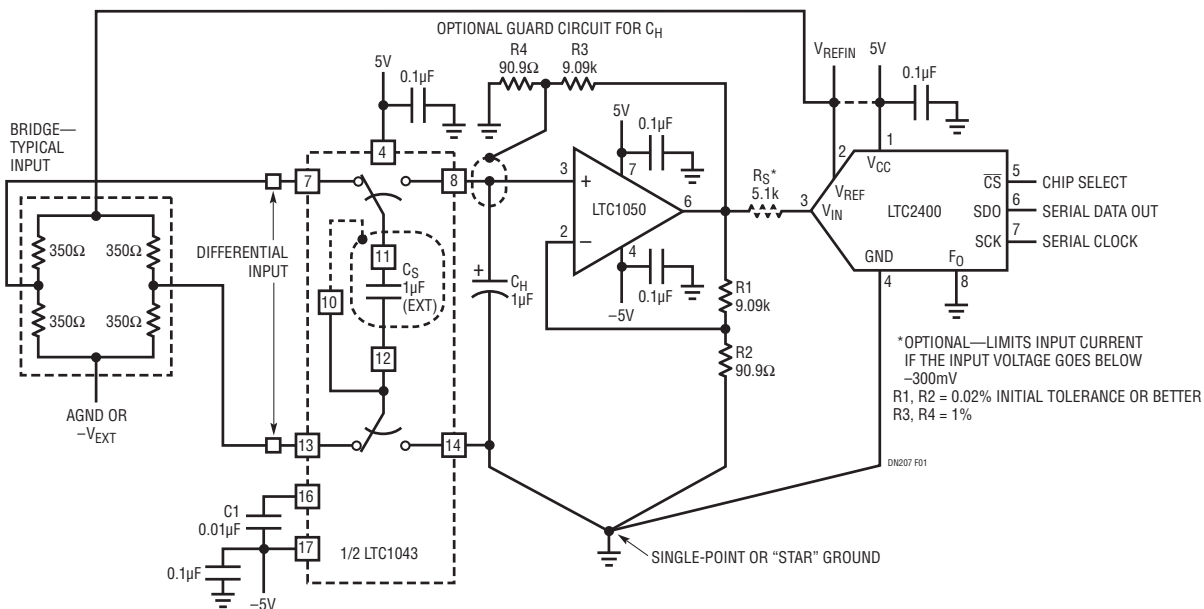 OPTIONAL GUARD CIRCUIT FOR CH
R4
90.9Ω
R3
9.09k
5V
0.1µF
VREFIN
5V
0.1µF
BRIDGE—
TYPICAL
INPUT
4
7
8
5V
0.1µF
7
3
+
2
–
LTC1050
6
4
–5V
0.1µF
RS*
5.1k
2
1
VCC
VREF
3
VIN
LTC2400
CS
5
CHIP SELECT
SDO
6
SERIAL DATA OUT
SCK
7
SERIAL CLOCK
GND
4
FO
8
350Ω
350Ω
350Ω
350Ω
DIFFERENTIAL
INPUT
11
CS
1µF
(EXT)
10
12
+
CH
1µF
R1
9.09k
R2
90.9Ω
*OPTIONAL—LIMITS INPUT CURRENT
IF THE INPUT VOLTAGE GOES BELOW
–300mV
R1, R2 = 0.02% INITIAL TOLERANCE OR BETTER
R3, R4 = 1%
AGND OR
–VEXT
13
14
DN207 F01
16
C1
0.01µF
17
1/2 LTC1043
0.1µF
–5V
SINGLE-POINT OR “STAR” GROUND